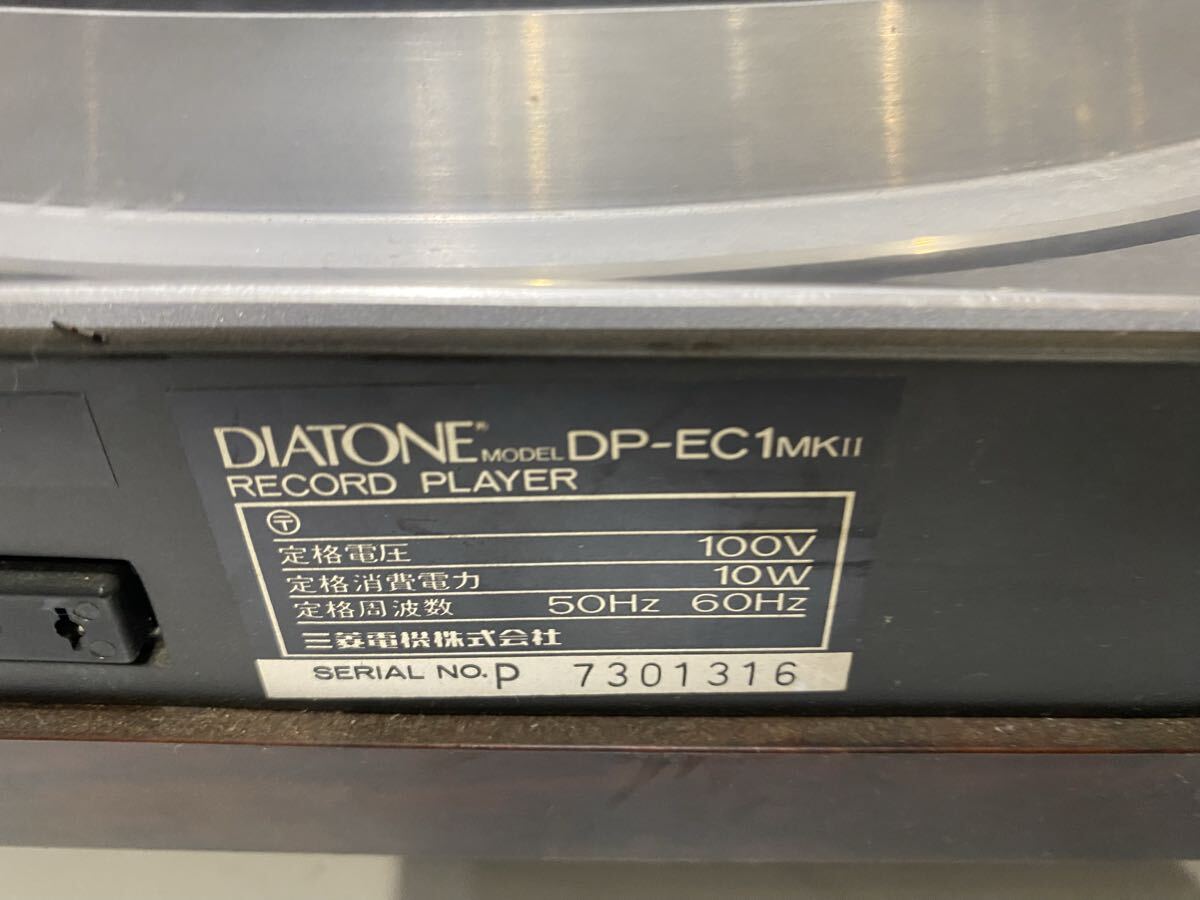 DIATONE® MODEL DP-EC1MKII
RECORD PLAYER
〒
定格電圧 100V
定格消費電力 10W
定格周波数 50Hz 60Hz
三菱電機株式会社
SERIAL NO. P 7301316